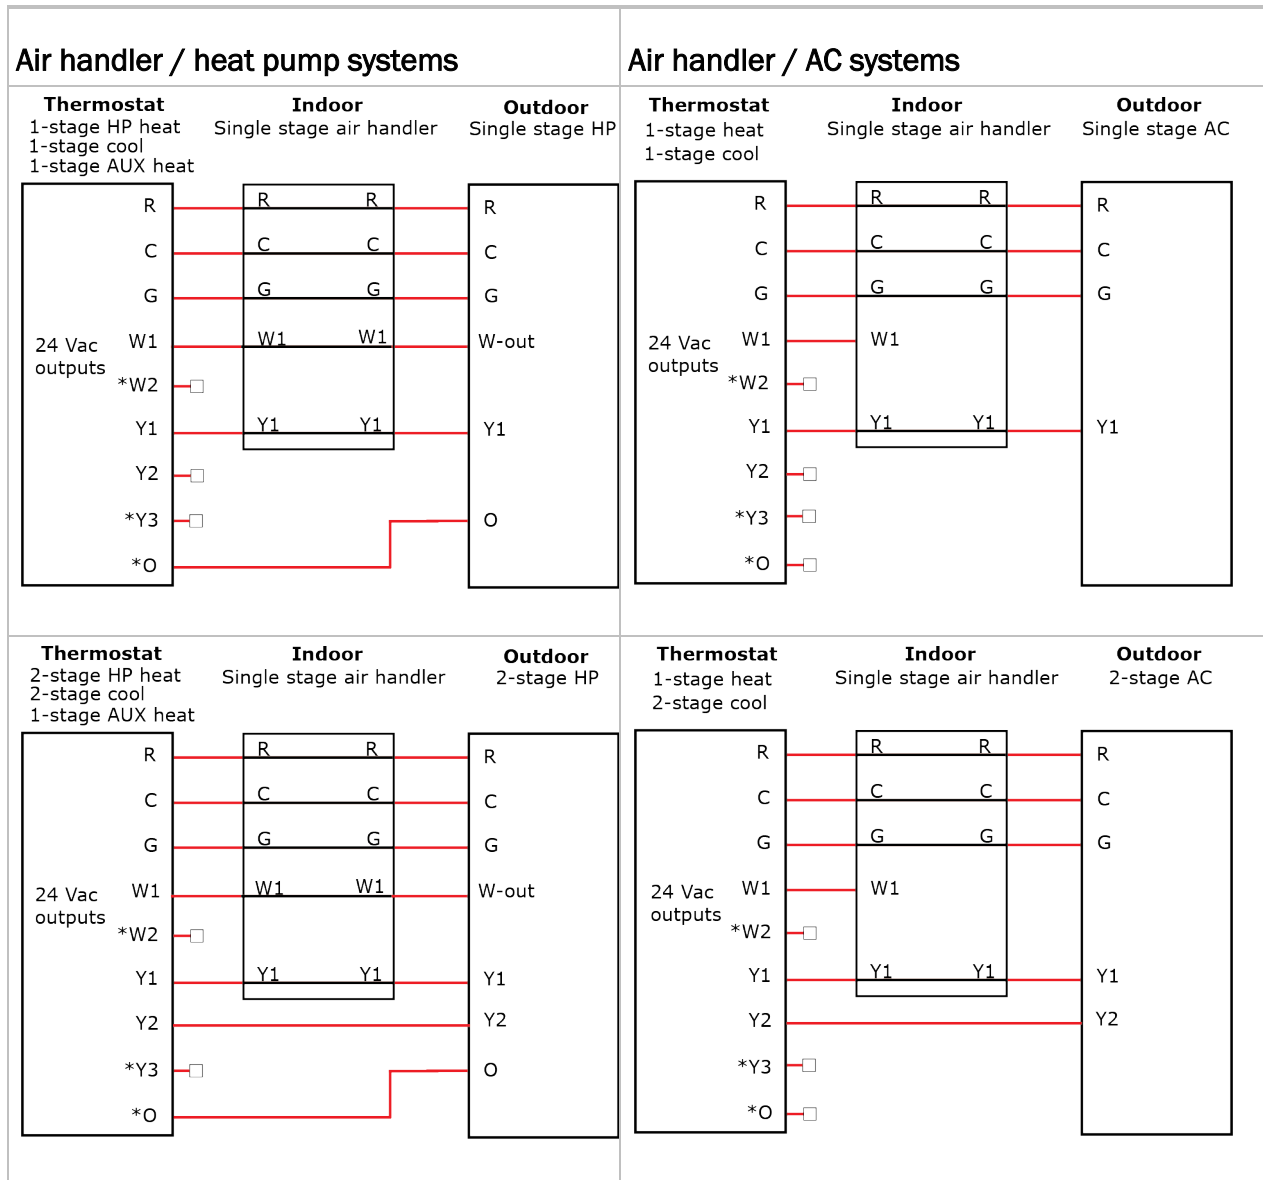 Air handler / heat pump systems
Thermostat
1-stage HP heat
1-stage cool
1-stage AUX heat
Indoor
Single stage air handler
Outdoor
Single stage HP
R R R R
C C C C
G G G G
24 Vac
outputs
W1 W1 W1 W-out
*W2
Y1 Y1 Y1 Y1
Y2
*Y3 O
*O
Air handler / AC systems
Thermostat
1-stage heat
1-stage cool
Indoor
Single stage air handler
Outdoor
Single stage AC
R R R R
C C C C
G G G G
24 Vac
outputs
W1 W1
*W2
Y1 Y1 Y1 Y1
Y2
*Y3
*O
Thermostat
2-stage HP heat
2-stage cool
1-stage AUX heat
Indoor
Single stage air handler
Outdoor
2-stage HP
R R R R
C C C C
G G G G
24 Vac
outputs
W1 W1 W1 W-out
*W2
Y1 Y1 Y1 Y1
Y2 Y2
*Y3 O
*O
Thermostat
1-stage heat
2-stage cool
Indoor
Single stage air handler
Outdoor
2-stage AC
R R R R
C C C C
G G G G
24 Vac
outputs
W1 W1
*W2
Y1 Y1 Y1 Y1
Y2 Y2
*Y3
*O